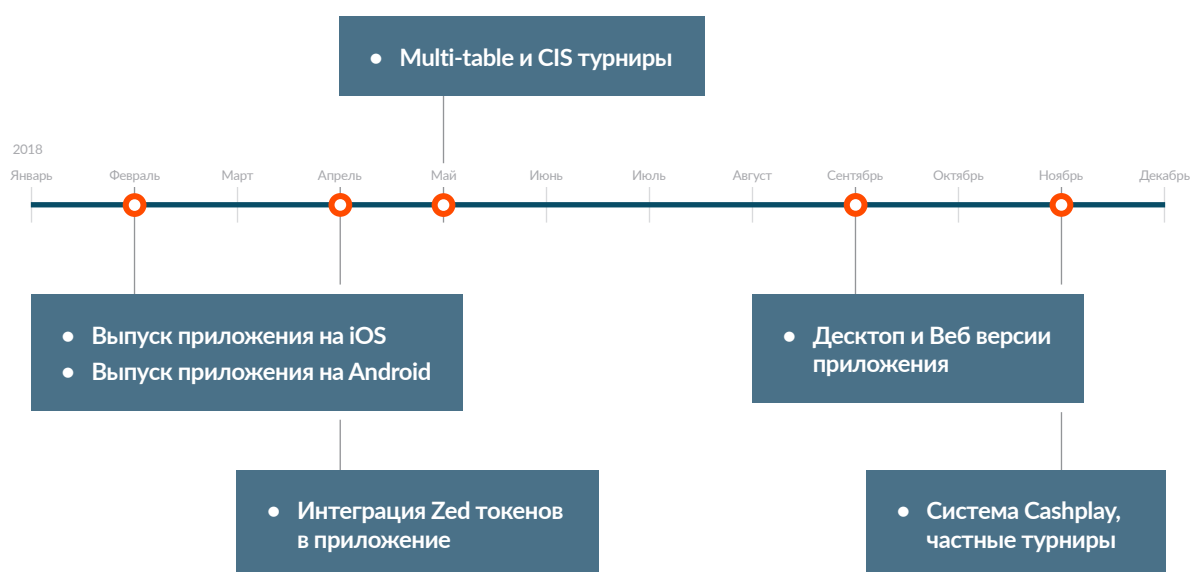 ● Multi-table и CIS турниры
2018
Январь Февраль Март Апрель Май Июнь Июль Август Сентябрь Октябрь Ноябрь Декабрь
● Выпуск приложения на iOS
● Выпуск приложения на Android
● Десктоп и Веб версии
приложения
● Интеграция Zed токенов
в приложение
● Система Cashplay,
частные турниры